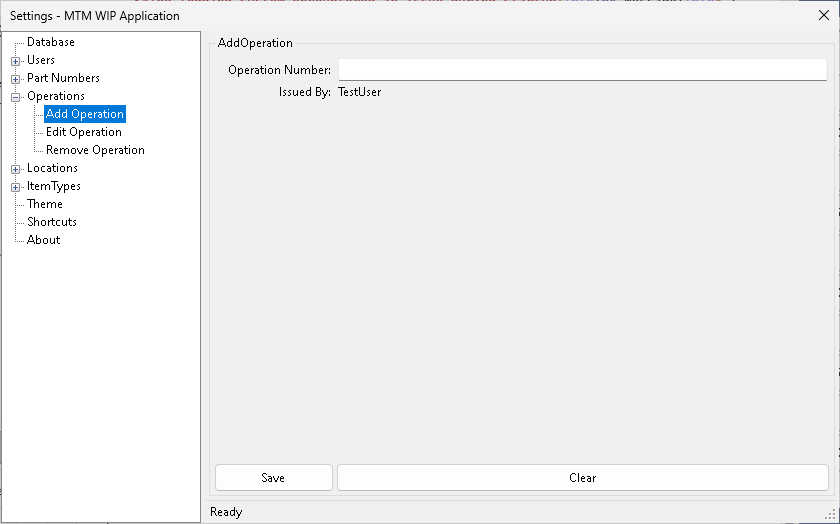 Settings - MTM WIP Application
Database
Users
Part Numbers
Operations
Add Operation
Edit Operation
Remove Operation
Locations
ItemTypes
Theme
Shortcuts
About
AddOperation
Operation Number:
Issued By: TestUser
Save Clear
Ready